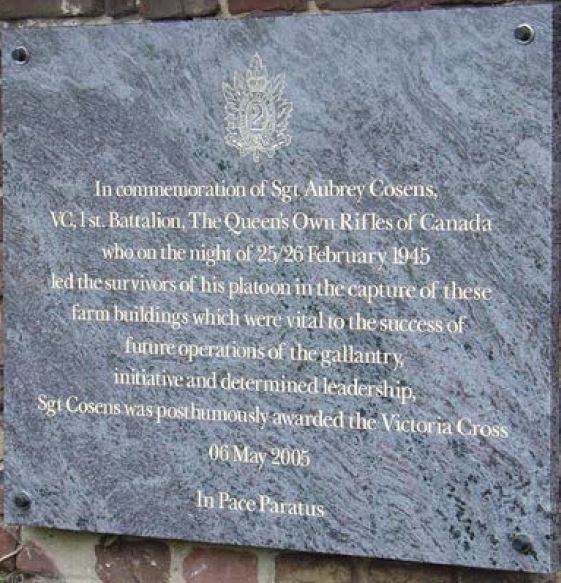 2
In commemoration of Sgt Aubrey Cosens,
VC, 1st. Battalion, The Queen's Own Rifles of Canada
who on the night of 25/26 February 1945
led the survivors of his platoon in the capture of these
farm buildings which were vital to the success of
future operations of the gallantry,
initiative and determined leadership,
Sgt Cosens was posthumously awarded the Victoria Cross
06 May 2005
In Pace Paratus